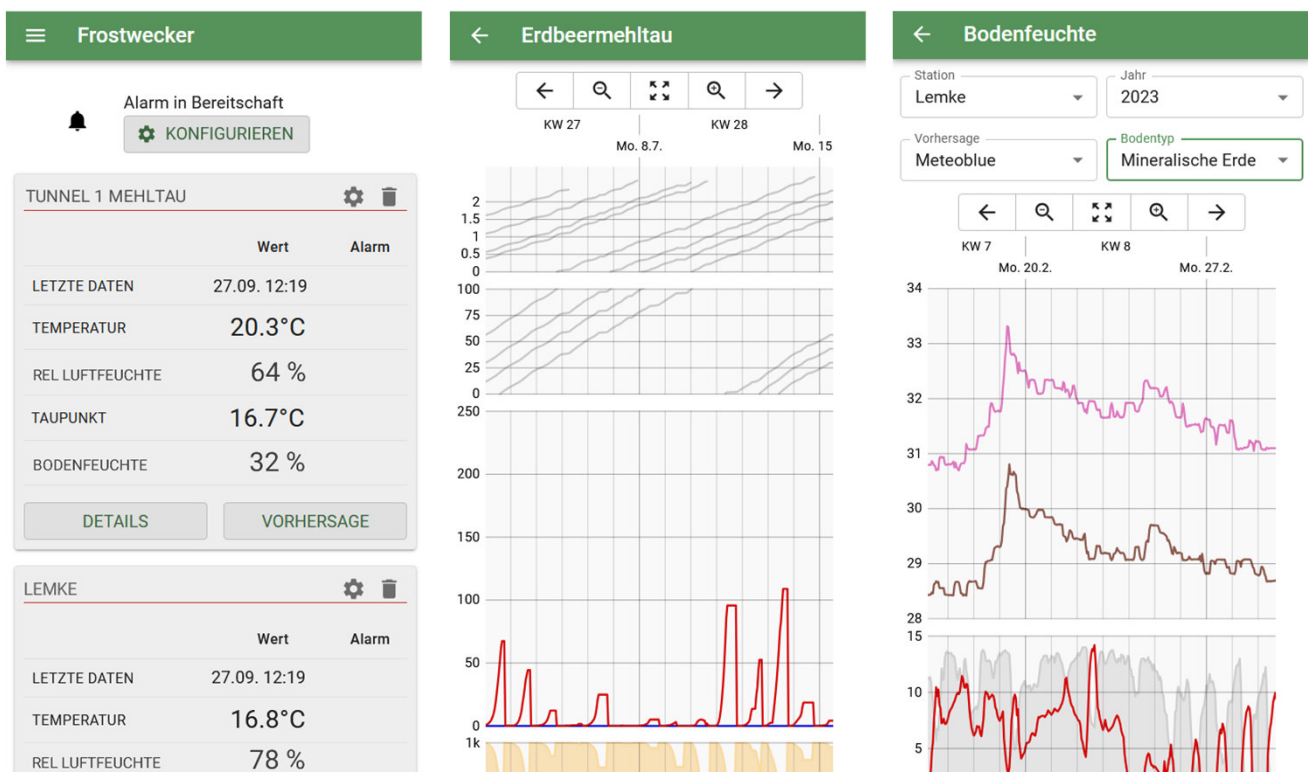 Frostwecker
Alarm in Bereitschaft
KONFIGURIEREN
TUNNEL 1 MEHLTAU
Wert Alarm
LETZTE DATEN 27.09. 12:19
TEMPERATUR 20.3°C
REL LUFTFEUCHTE 64 %
TAUPUNKT 16.7°C
BODENFEUCHTE 32 %
DETAILS VORHERSAGE
LEMKE
Wert Alarm
LETZTE DATEN 27.09. 12:19
TEMPERATUR 16.8°C
REL LUFTFEUCHTE 78 %
Erdbeermehltau
KW 27 KW 28
Mo. 8.7. Mo. 15
2
1.5
1
0.5
0
100
75
50
25
0
250
200
150
100
50
0
1k
Bodenfeuchte
Station Jahr
Lemke 2023
Vorhersage Bodentyp
Meteoblue Mineralische Erde
KW 7 KW 8
Mo. 20.2. Mo. 27.2.
34
33
32
31
30
29
28
15
10
5